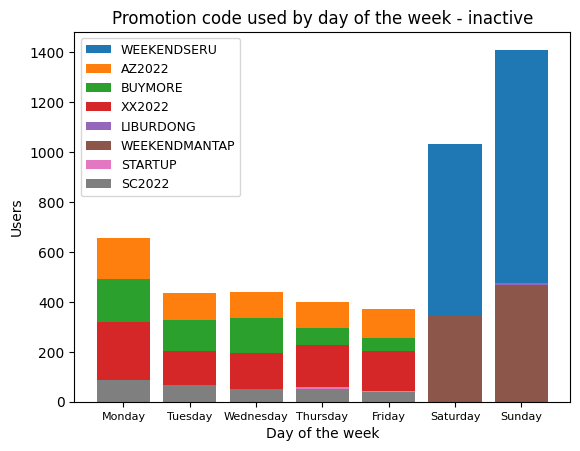 Promotion code used by day of the week - inactive
WEEKENDSERU
AZ2022
BUYMORE
XX2022
LIBURDONG
WEEKENDMANTAP
STARTUP
SC2022
Users
1400
1200
1000
800
600
400
200
0
Monday Tuesday Wednesday Thursday Friday Saturday Sunday
Day of the week